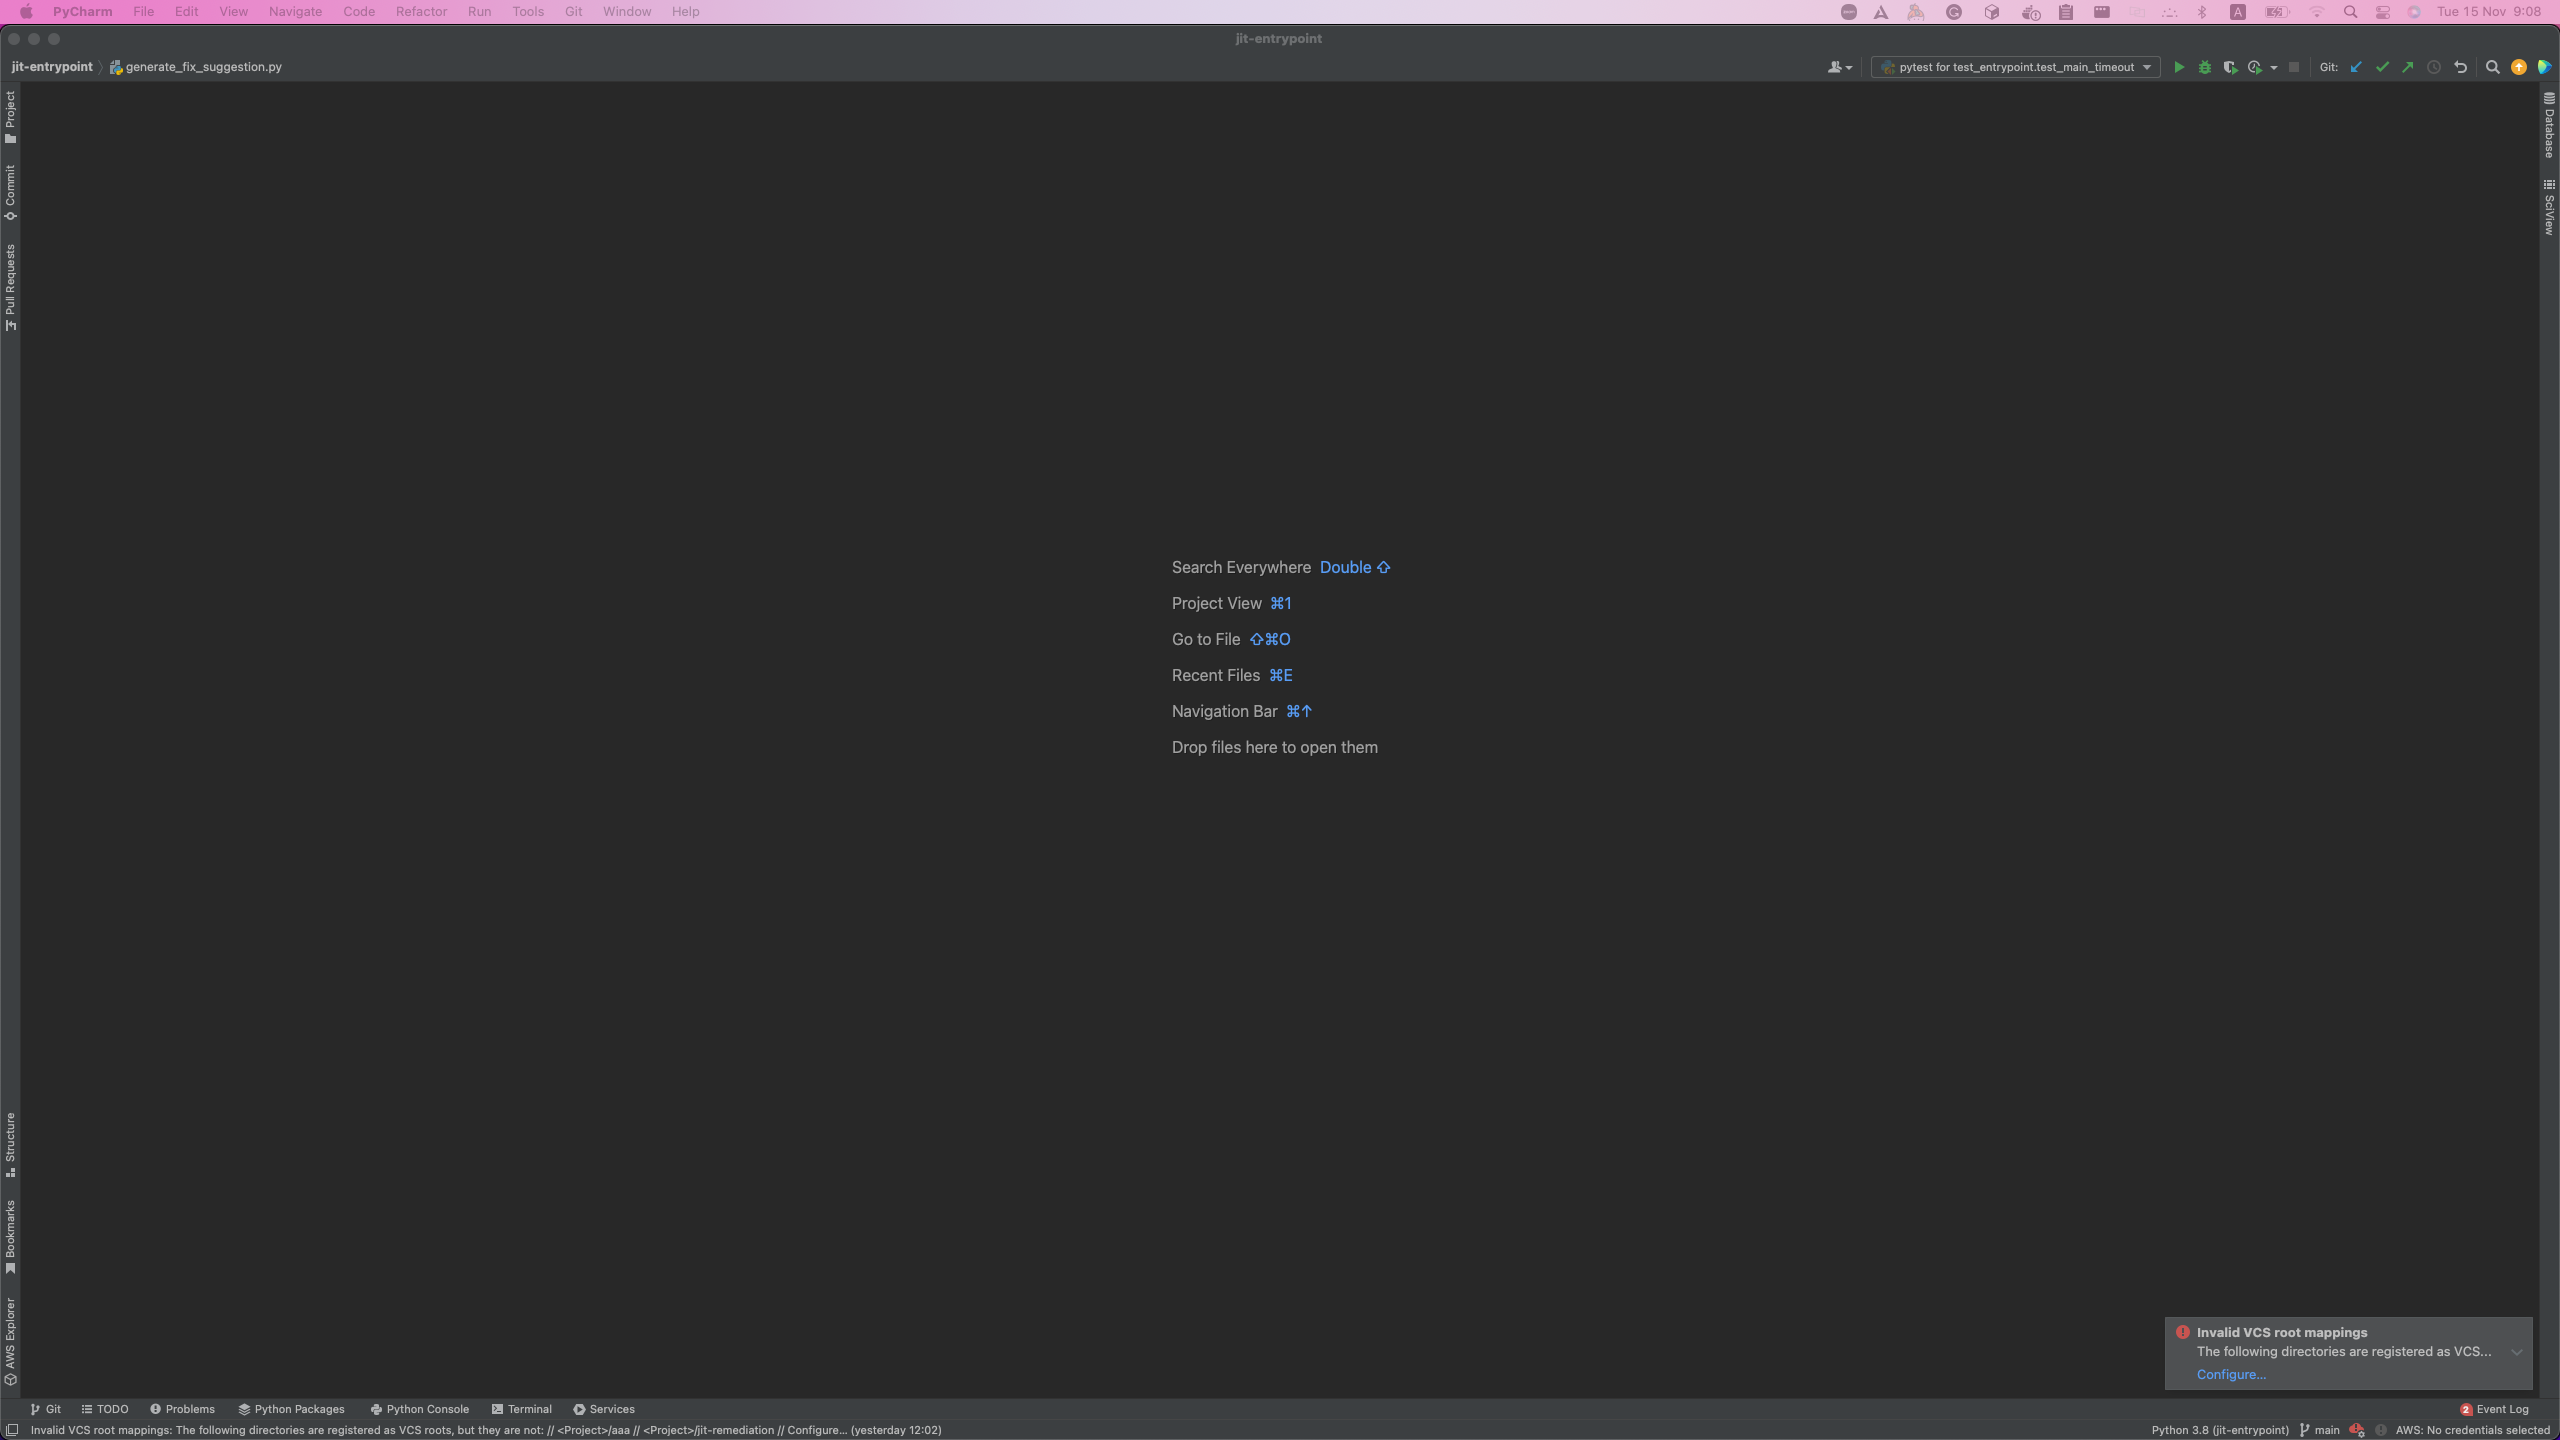 PyCharm File Edit View Navigate Code Refactor Run Tools Git Window Help
A
Tue 15 Nov 9:08
jit-entrypoint
jit-entrypoint generate_fix_suggestion.py
pytest for test_entrypoint.test_main_timeout
Git:
Project
Commit
Pull Requests
Database
SciView
Search Everywhere Double ⇧
Project View ⌘1
Go to File ⇧⌘O
Recent Files ⌘E
Navigation Bar ⌘↑
Drop files here to open them
Structure
Bookmarks
AWS Explorer
Invalid VCS root mappings
The following directories are registered as VCS...
Configure...
Git TODO Problems Python Packages Python Console Terminal Services
2 Event Log
Invalid VCS root mappings: The following directories are registered as VCS roots, but they are not: // <Project>/aaa // <Project>/jit-remediation // Configure... (yesterday 12:02)
Python 3.8 (jit-entrypoint) main AWS: No credentials selected